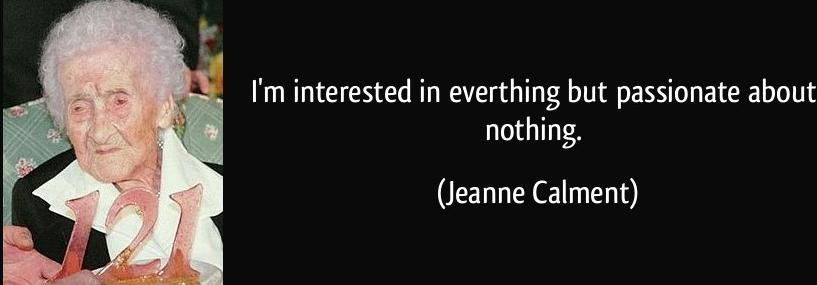 121
I'm interested in everthing but passionate about
nothing.
(Jeanne Calment)